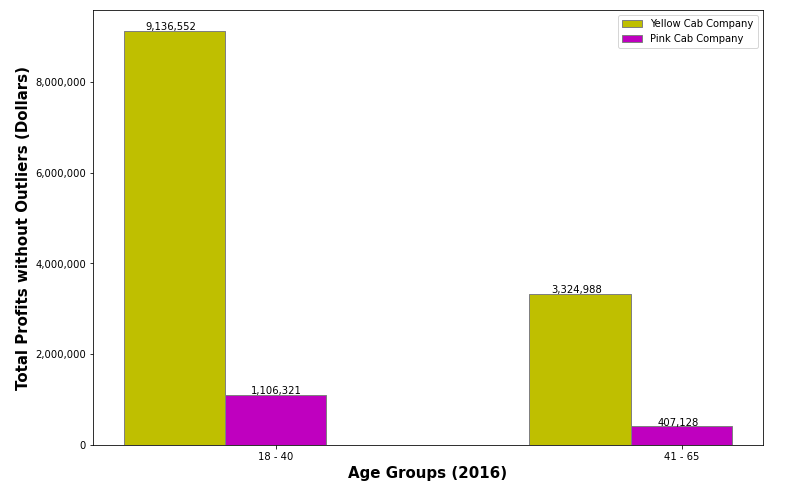 9,136,552
Yellow Cab Company
Pink Cab Company
8,000,000
6,000,000
4,000,000
2,000,000
0
Total Profits without Outliers (Dollars)
3,324,988
1,106,321
407,128
18 - 40
41 - 65
Age Groups (2016)